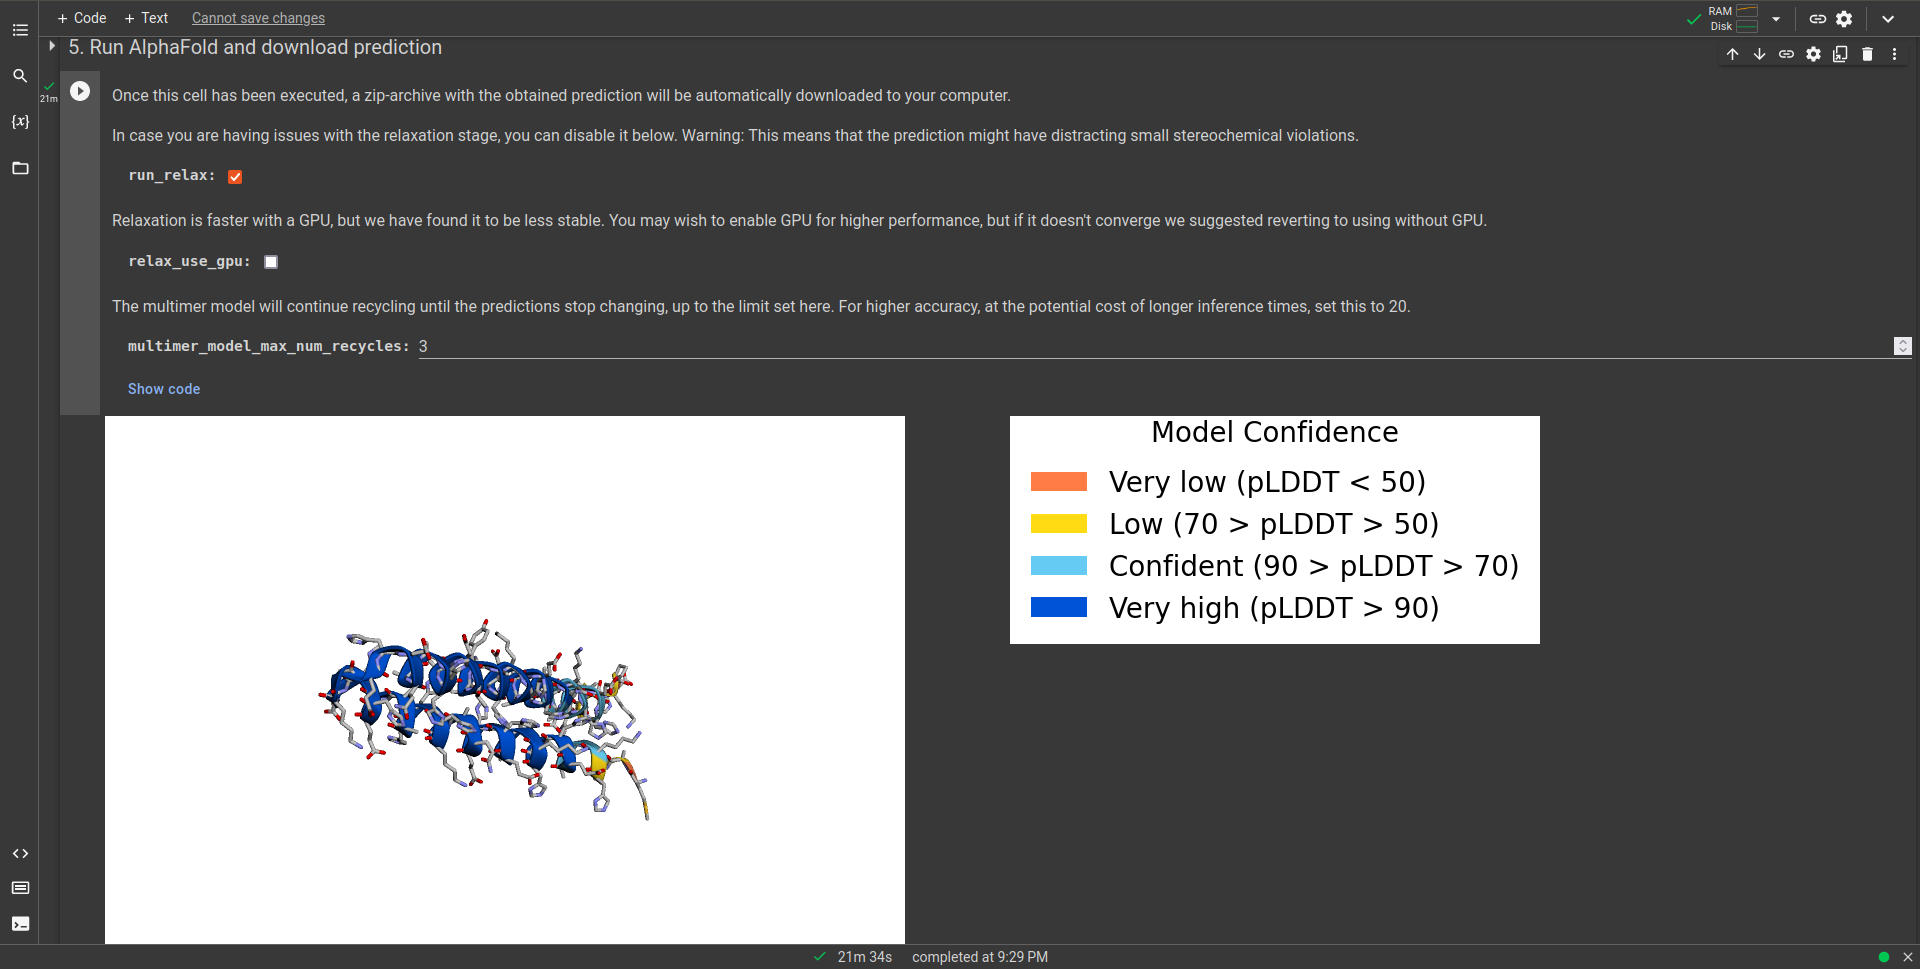 + Code + Text Cannot save changes
RAM
Disk
5. Run AlphaFold and download prediction
21m
Once this cell has been executed, a zip-archive with the obtained prediction will be automatically downloaded to your computer.
In case you are having issues with the relaxation stage, you can disable it below. Warning: This means that the prediction might have distracting small stereochemical violations.
{x}
run_relax:
Relaxation is faster with a GPU, but we have found it to be less stable. You may wish to enable GPU for higher performance, but if it doesn't converge we suggested reverting to using without GPU.
relax_use_gpu:
The multimer model will continue recycling until the predictions stop changing, up to the limit set here. For higher accuracy, at the potential cost of longer inference times, set this to 20.
multimer_model_max_num_recycles: 3
Show code
Model Confidence
Very low (pLDDT < 50)
Low (70 > pLDDT > 50)
Confident (90 > pLDDT > 70)
Very high (pLDDT > 90)
21m 34s completed at 9:29 PM